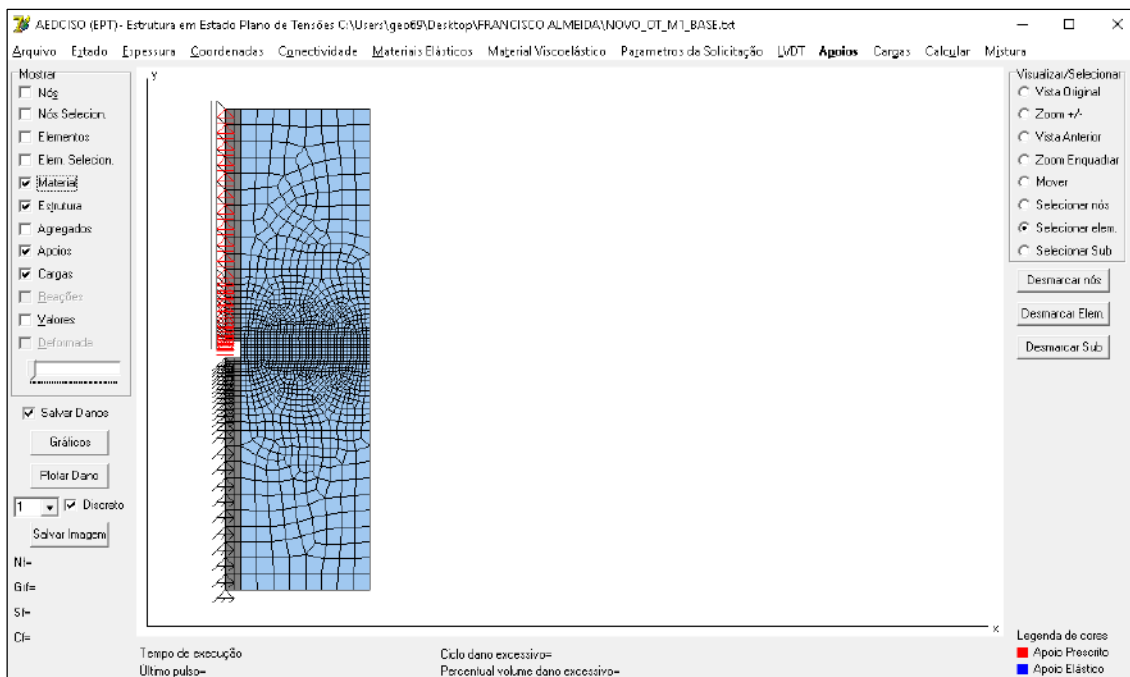 AEDCISO (EPT)- Estrutura em Estado Plano de Tensões C:\Users\geo69\Desktop\FRANCISCO ALMEIDA\NOVO_OT_M1_BASE.txt
Arquivo Estado Espessura Coordenadas Conectividade Materiais Elásticos Material Viscoelástico Parametros da Solicitação LVDT Apoios Cargas Calcular Mistura
Mostrar
Nós
Nós Selecion.
Elementos
Elem. Selecion.
Material
Estrutura
Agregados
Apoios
Cargas
Reações
Valores
Deformada
Salvar Danos
Gráficos
Plotar Dano
1
Discreto
Salvar Imagem
Nf=
Gif=
Sf=
Cf=
y
x
Tempo de execução
Último pulso=
Ciclo dano excessivo=
Percentual volume dano excessivo=
Visualizar/Selecionar
Vista Original
Zoom +/-
Vista Anterior
Zoom Enquadrar
Mover
Selecionar nós
Selecionar elem.
Selecionar Sub
Desmarcar nós
Desmarcar Elem.
Desmarcar Sub
Legenda de cores
Apoio Prescrito
Apoio Elástico